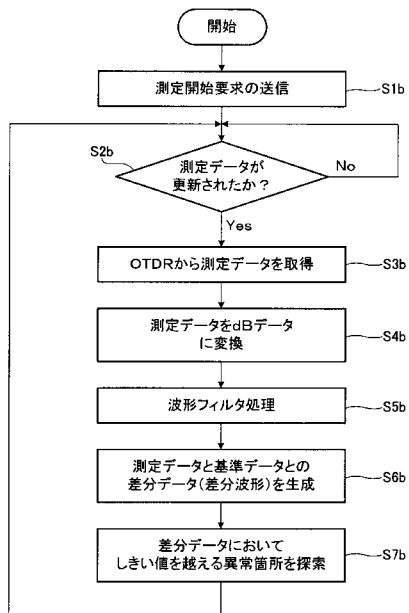 開始
測定開始要求の送信
S1b
S2b
測定データが
更新されたか？
No
Yes
OTDRから測定データを取得
S3b
測定データをdBデータ
に変換
S4b
波形フィルタ処理
S5b
測定データと基準データとの
差分データ(差分波形)を生成
S6b
差分データにおいて
しきい値を越える異常箇所を探索
S7b